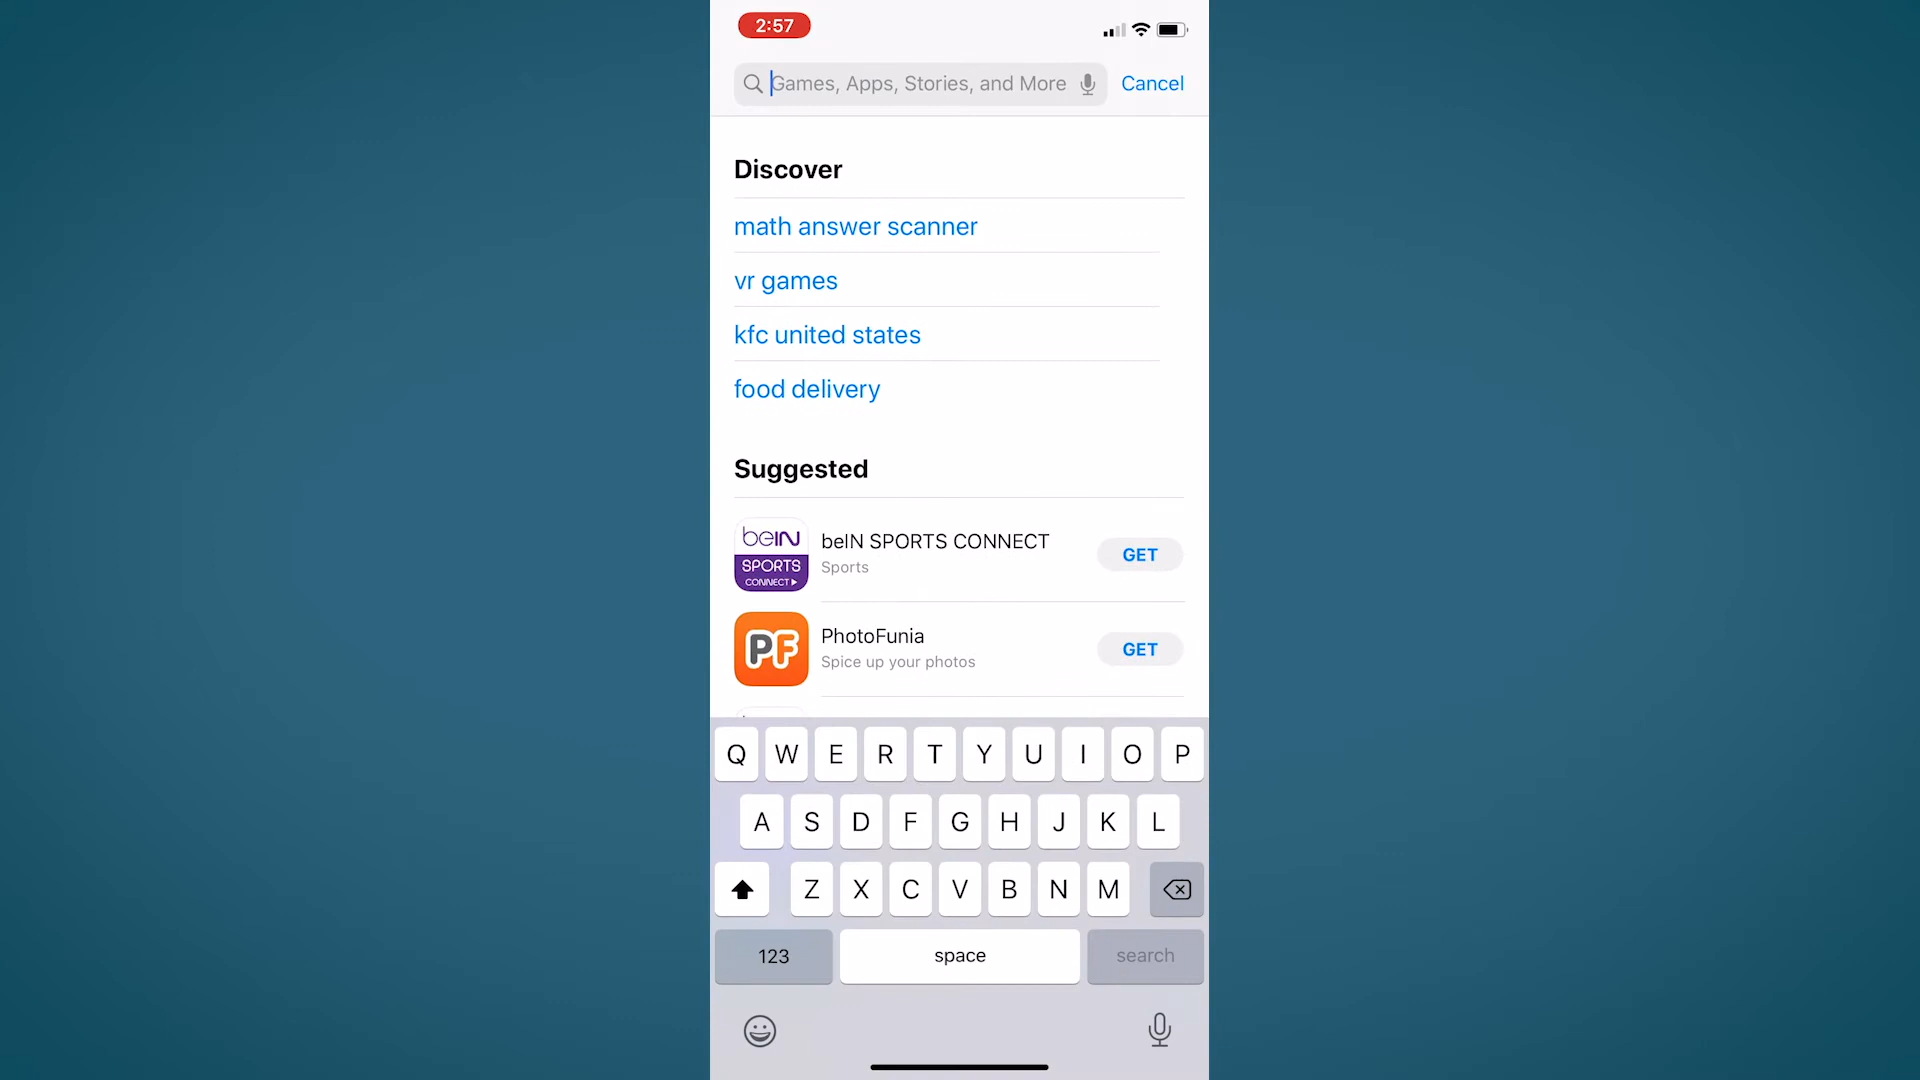 2:57
Games, Apps, Stories, and More
Cancel
Discover
math answer scanner
vr games
kfc united states
food delivery
Suggested
beIN
SPORTS
CONNECT
beIN SPORTS CONNECT
Sports
GET
PF
PhotoFunia
Spice up your photos
GET
Q W E R T Y U I O P
A S D F G H J K L
Z X C V B N M
123 space search